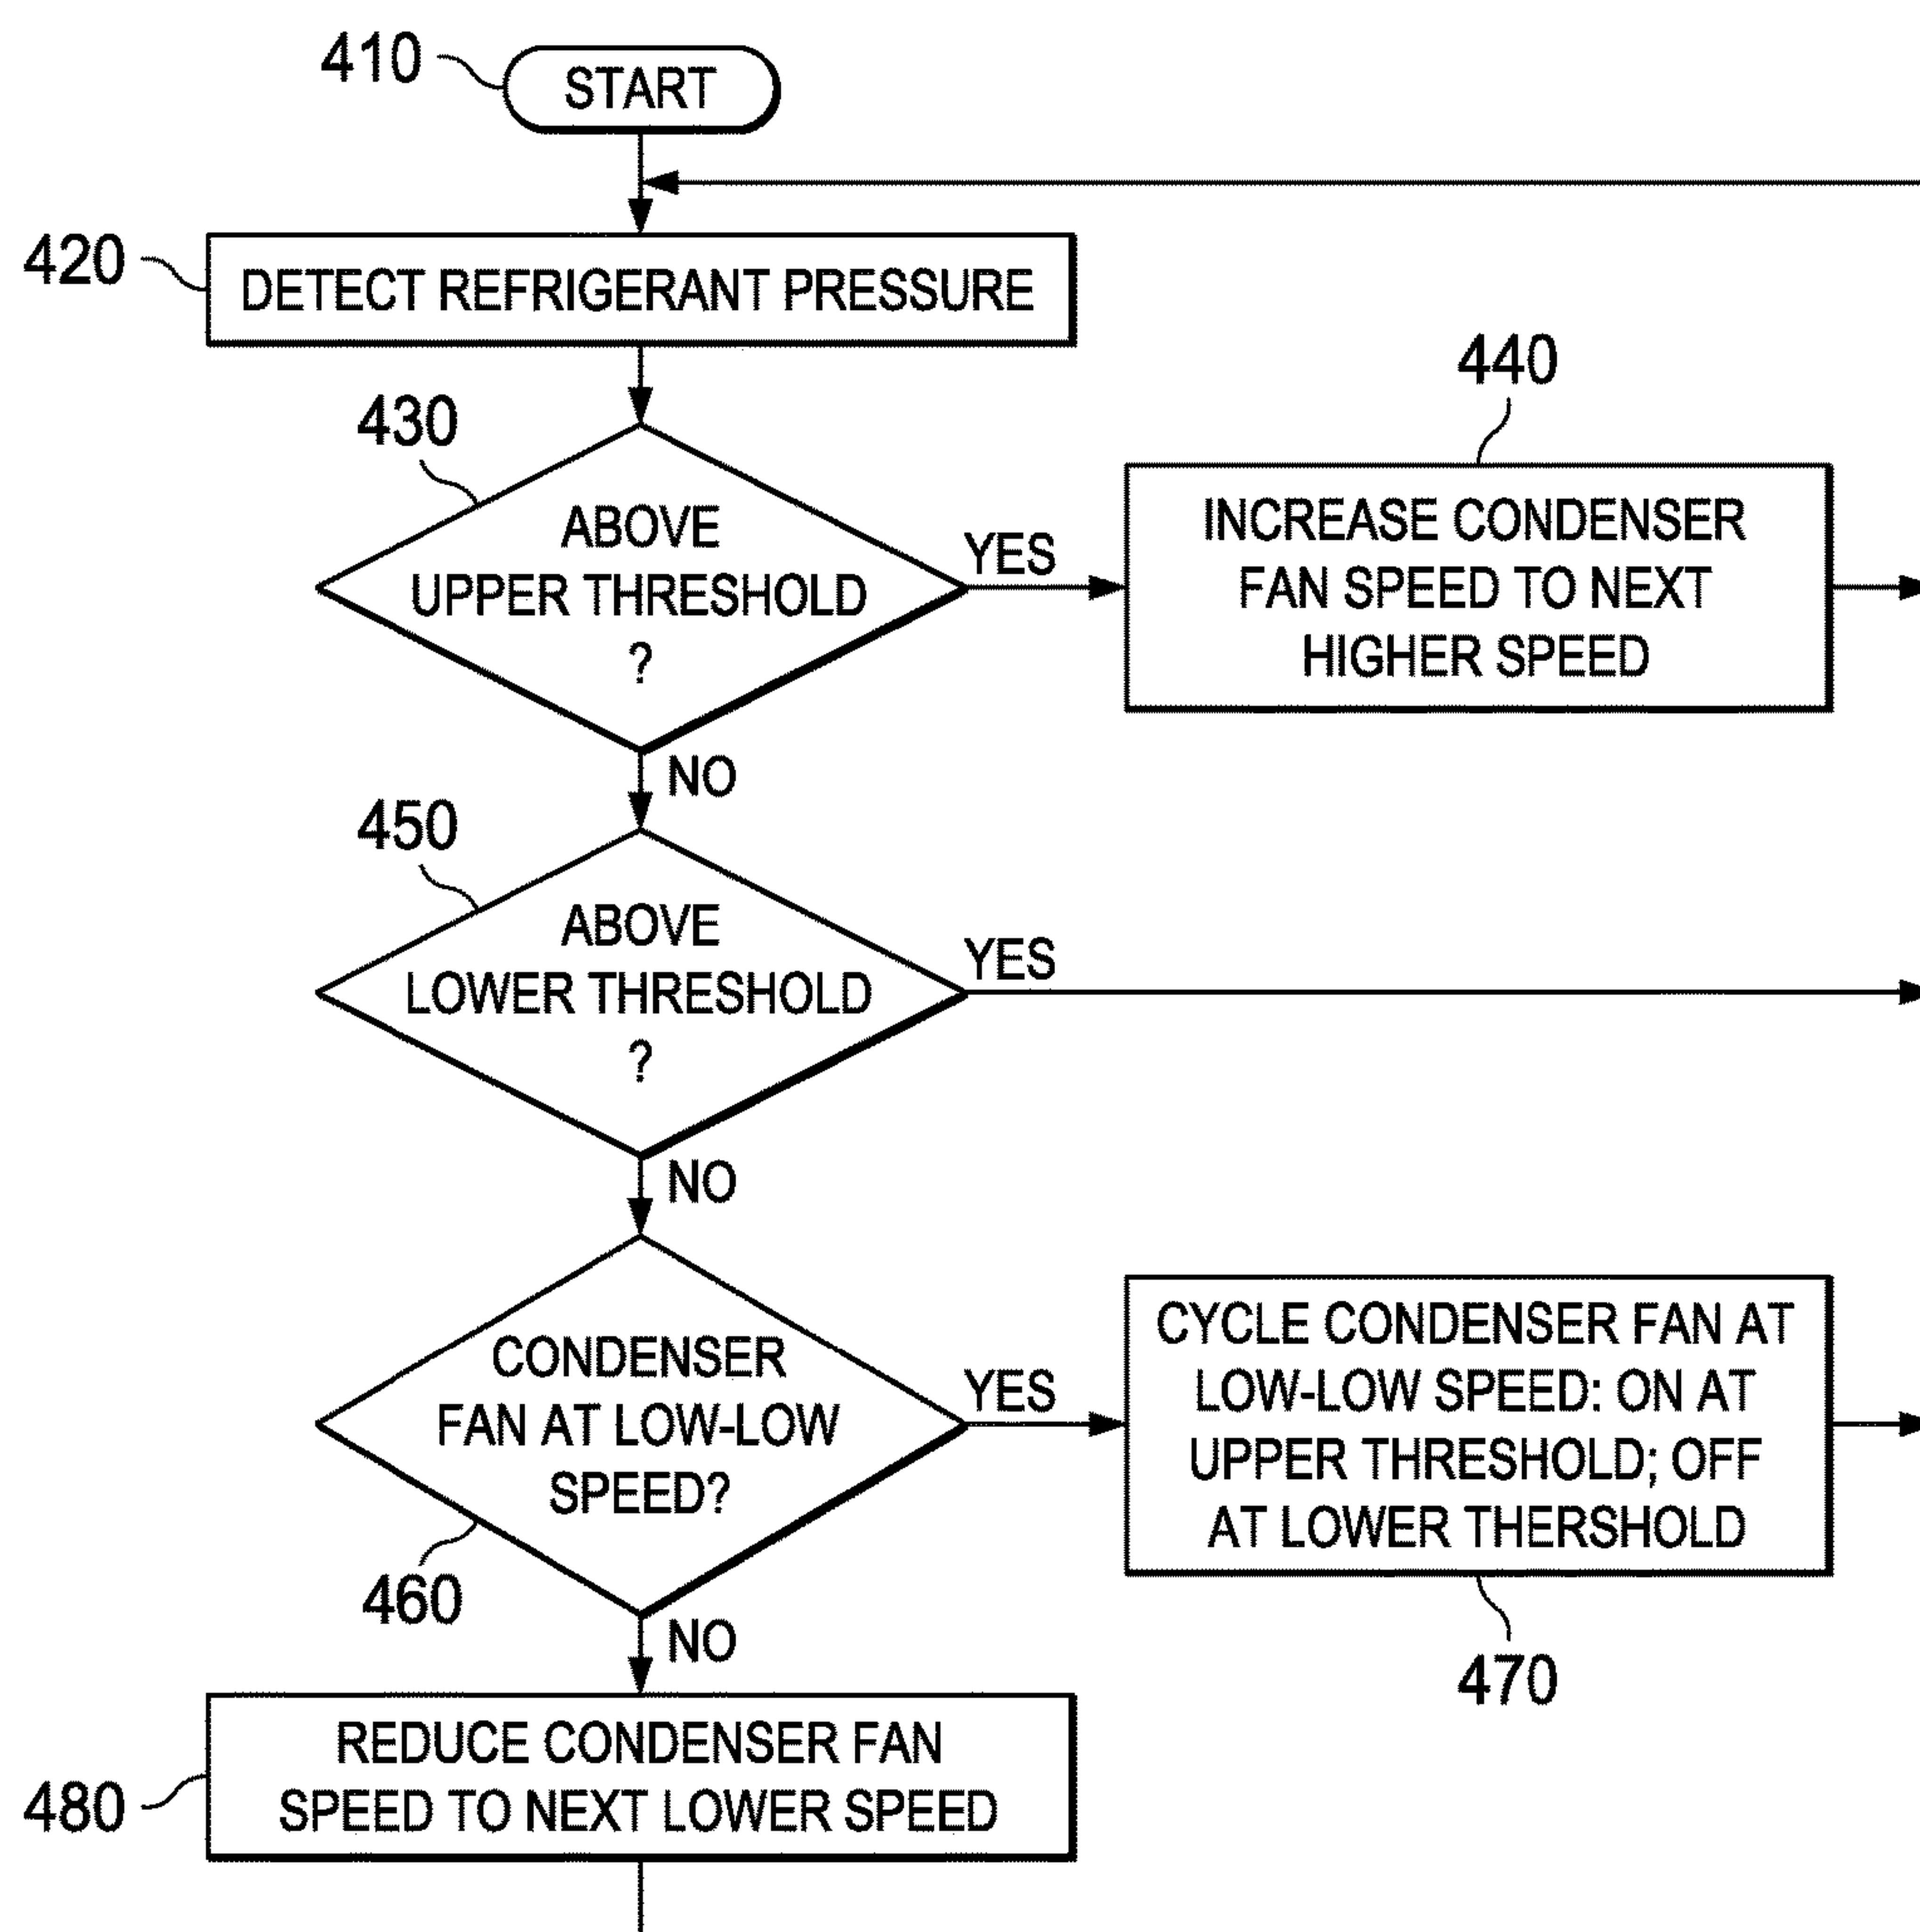 410
START
420
DETECT REFRIGERANT PRESSURE
430
ABOVE
UPPER THRESHOLD
?
YES
440
INCREASE CONDENSER
FAN SPEED TO NEXT
HIGHER SPEED
NO
450
ABOVE
LOWER THRESHOLD
?
YES
NO
CONDENSER
FAN AT LOW-LOW
SPEED?
460
YES
CYCLE CONDENSER FAN AT
LOW-LOW SPEED: ON AT
UPPER THRESHOLD; OFF
AT LOWER THERSHOLD
470
NO
480
REDUCE CONDENSER FAN
SPEED TO NEXT LOWER SPEED